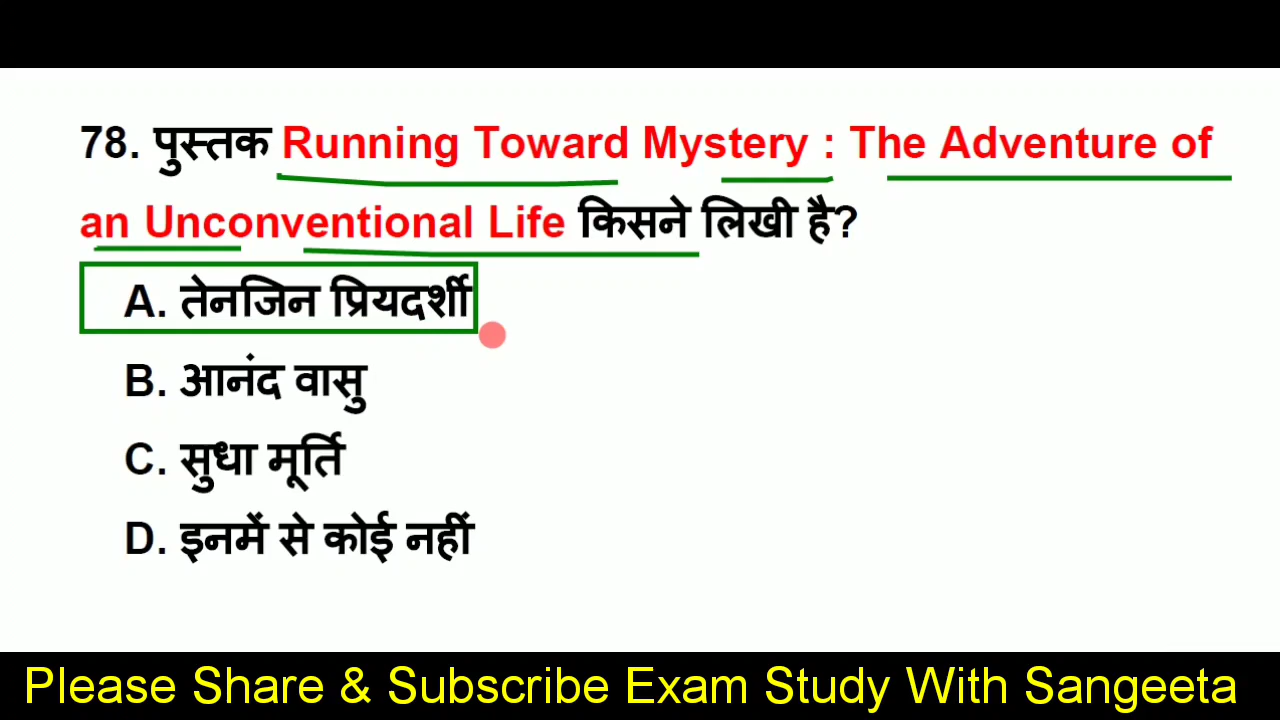 78. पुस्तक Running Toward Mystery : The Adventure of
an Unconventional Life किसने लिखी है?
A. तेनजिन प्रियदर्शी
B. आनंद वासु
C. सुधा मूर्ति
D. इनमें से कोई नहीं
Please Share & Subscribe Exam Study With Sangeeta